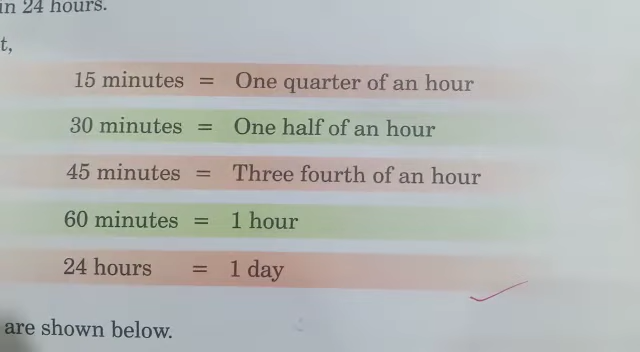 in 24 hours.
t,
15 minutes = One quarter of an hour
30 minutes = One half of an hour
45 minutes = Three fourth of an hour
60 minutes = 1 hour
24 hours = 1 day
are shown below.